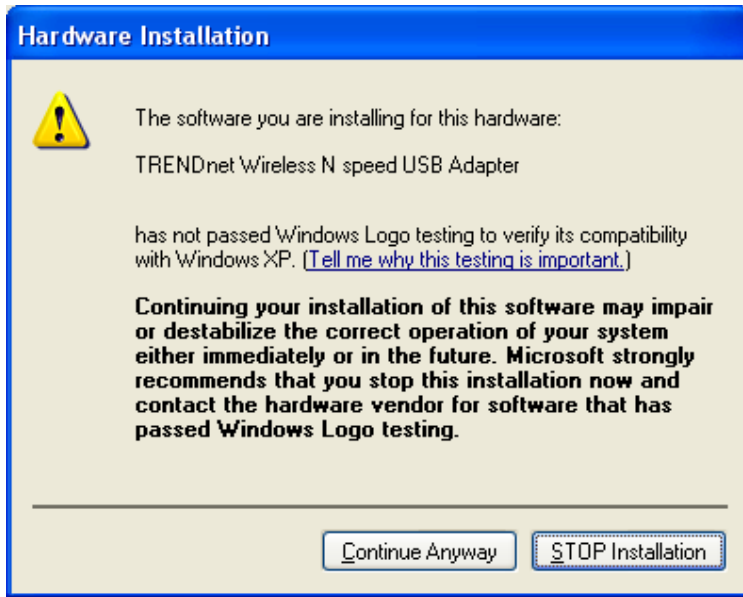 Hardware Installation
The software you are installing for this hardware:
TRENDnet Wireless N speed USB Adapter
has not passed Windows Logo testing to verify its compatibility
with Windows XP. (Tell me why this testing is important.)
Continuing your installation of this software may impair
or destabilize the correct operation of your system
either immediately or in the future. Microsoft strongly
recommends that you stop this installation now and
contact the hardware vendor for software that has
passed Windows Logo testing.
Continue Anyway
STOP Installation